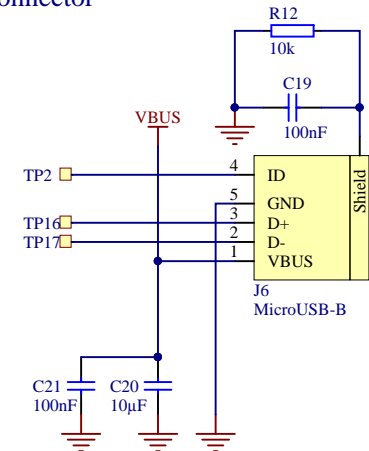 R12
10k
C19
100nF
VBUS
TP2
4
ID
5
GND
TP16
3
D+
TP17
2
D-
1
VBUS
Shield
J6
MicroUSB-B
C21
100nF
C20
10µF